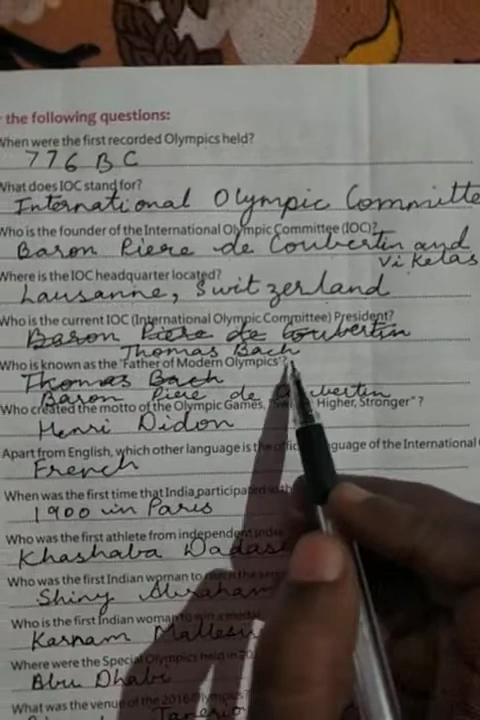 the following questions:
When were the first recorded Olympics held?
776 BC
What does IOC stand for?
International Olympic Committe
Who is the founder of the International Olympic Committee (IOC)?
Baron Piere de Coubertin and
Vikelas
Where is the IOC headquarter located?
Lausanne, Switzerland
Who is the current IOC (International Olympic Committee) President?
Baron Piere de Coubertin
Thomas Bach
Who is known as the 'Father of Modern Olympics'?
Thomas Bach
Baron Piere de
Who created the motto of the Olympic Games, Higher, Stronger" ?
Henri Didon
Apart from English, which other language is the language of the International
French
When was the first time that India participated
1900 in Paris
Who was the first athlete from independent
Khashaba
Who was the first Indian woman to
Shiny Abraham
Who is the first Indian woman to win a medal
Karnam
Where were the Special Olympics held in
Abu Dhabi
What was the venue of the 2016 Olympics?